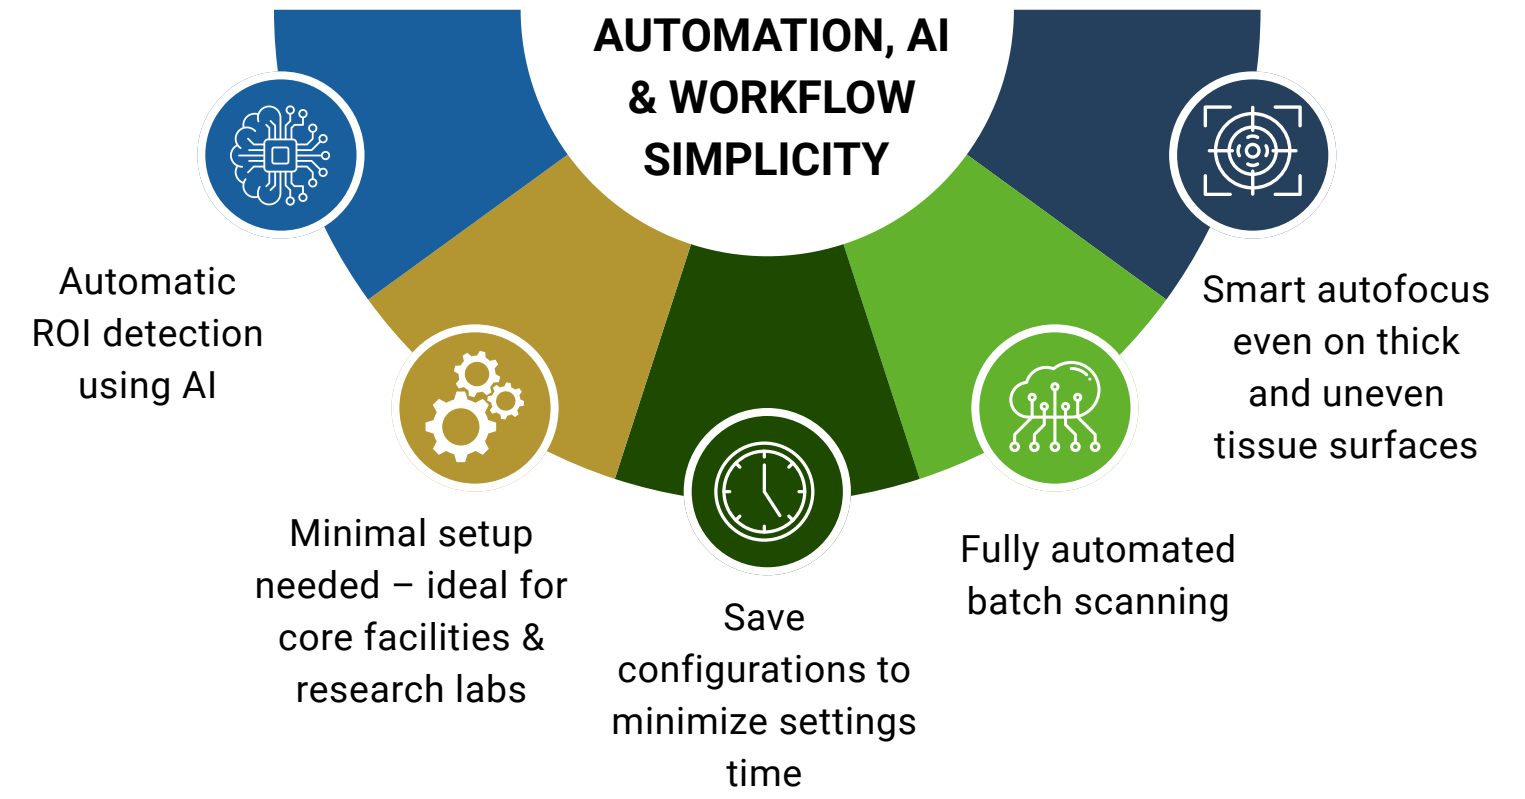 AUTOMATION, AI
& WORKFLOW
SIMPLICITY
Automatic
ROI detection
using AI
Minimal setup
needed – ideal for
core facilities &
research labs
Save
configurations to
minimize settings
time
Fully automated
batch scanning
Smart autofocus
even on thick
and uneven
tissue surfaces